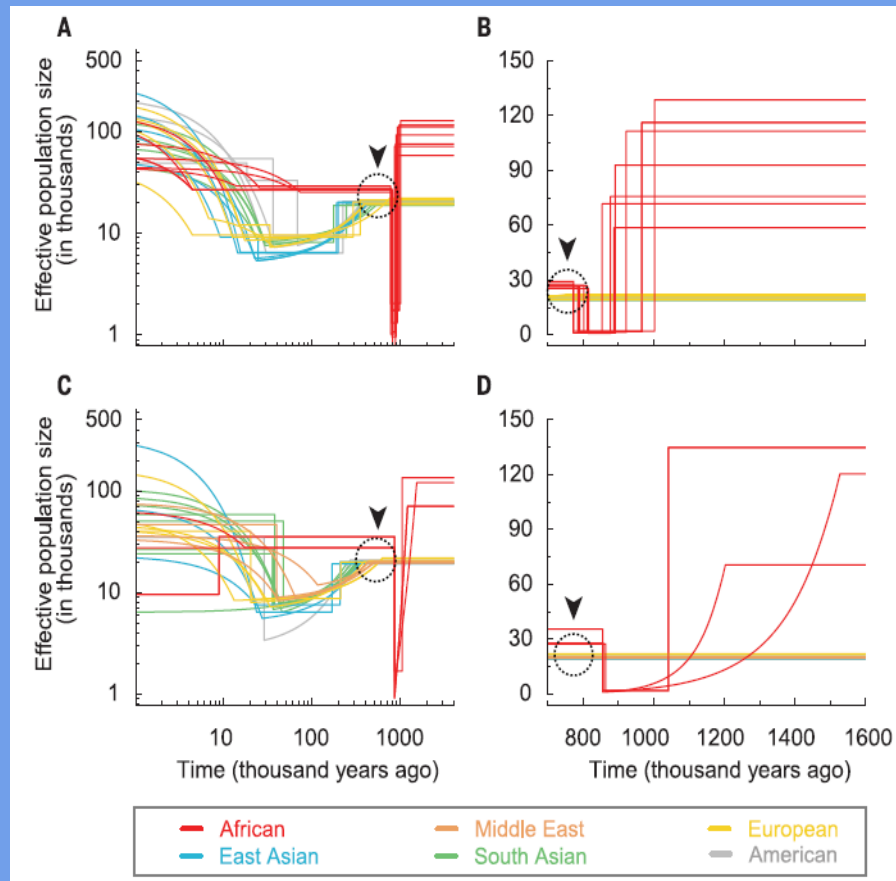 A
B
500
100
10
1
Effective population size
(in thousands)
150
120
90
60
30
0
C
D
500
100
10
1
Effective population size
(in thousands)
150
120
90
60
30
0
10 100 1000
800 1000 1200 1400 1600
Time (thousand years ago)
Time (thousand years ago)
African
Middle East
European
East Asian
South Asian
American